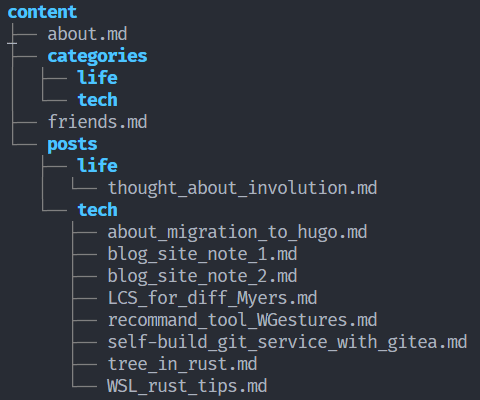 content
├── about.md
├── categories
│   ├── life
│   └── tech
├── friends.md
└── posts
    ├── life
    │   └── thought_about_involution.md
    └── tech
        ├── about_migration_to_hugo.md
        ├── blog_site_note_1.md
        ├── blog_site_note_2.md
        ├── LCS_for_diff_Myers.md
        ├── recommand_tool_WGestures.md
        ├── self-build_git_service_with_gitea.md
        ├── tree_in_rust.md
        └── WSL_rust_tips.md